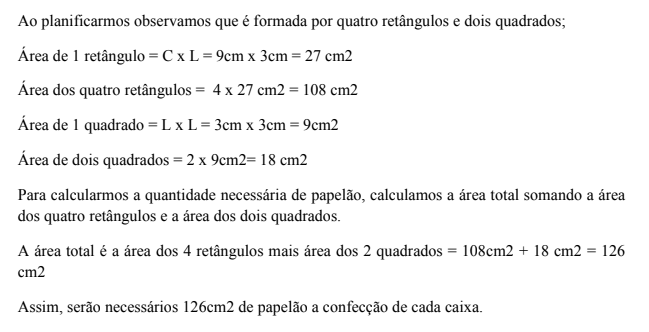 Ao planificarmos observamos que é formada por quatro retângulos e dois quadrados;
Área de 1 retângulo = C x L = 9cm x 3cm = 27 cm2
Área dos quatro retângulos =  4 x 27 cm2 = 108 cm2
Área de 1 quadrado = L x L = 3cm x 3cm = 9cm2
Área de dois quadrados = 2 x 9cm2= 18 cm2
Para calcularmos a quantidade necessária de papelão, calculamos a área total somando a área
dos quatro retângulos e a área dos dois quadrados.
A área total é a área dos 4 retângulos mais área dos 2 quadrados = 108cm2 + 18 cm2 = 126
cm2
Assim, serão necessários 126cm2 de papelão a confecção de cada caixa.